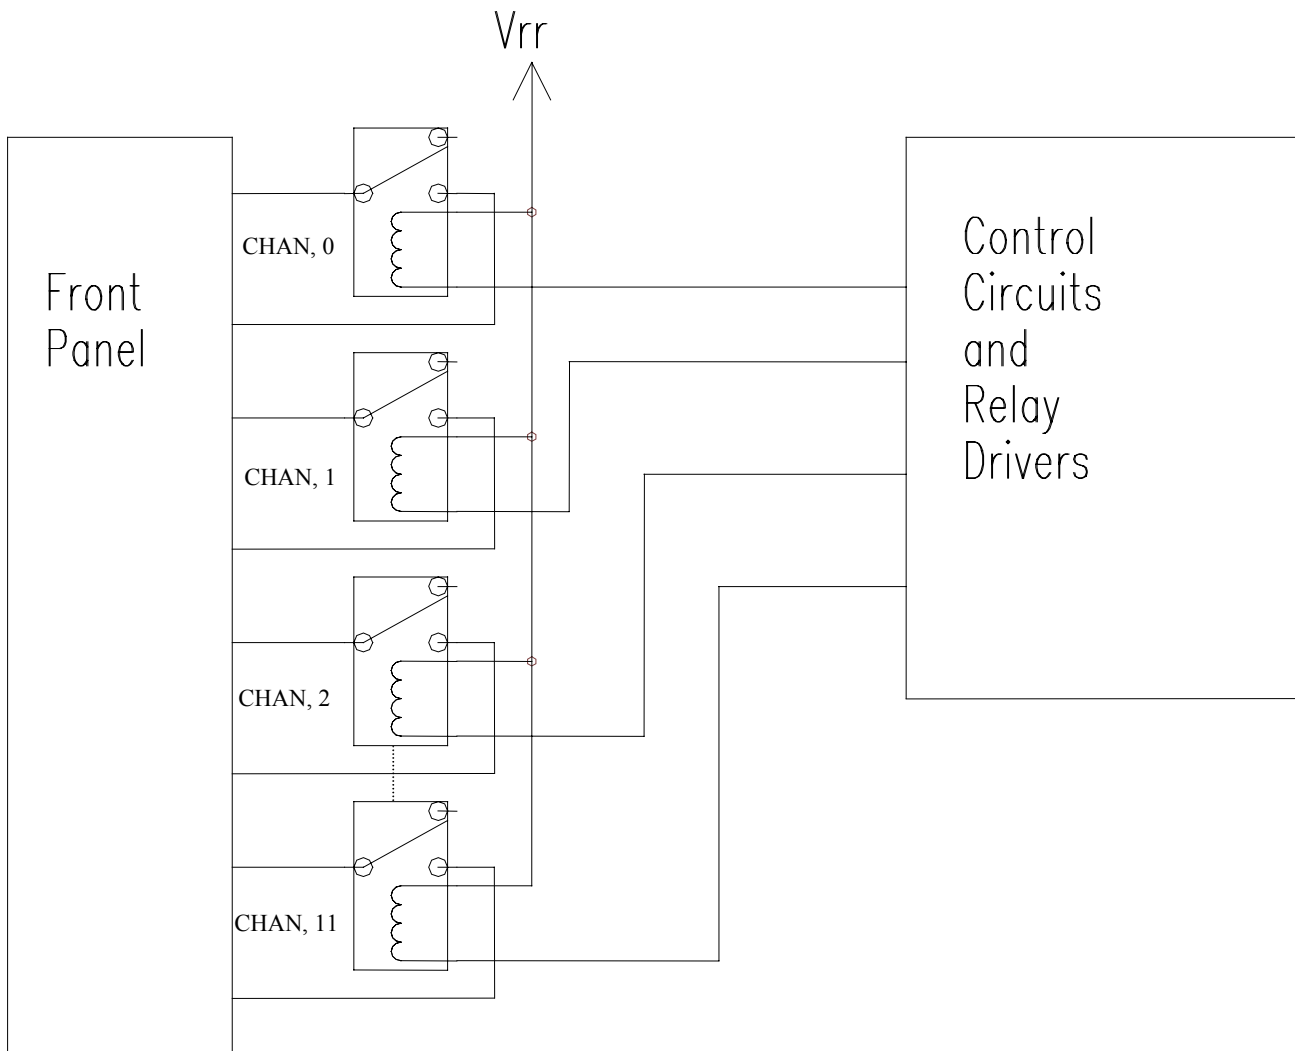 Vrr
CHAN, 0
Front
Panel
CHAN, 1
CHAN, 2
CHAN, 11
Control
Circuits
and
Relay
Drivers